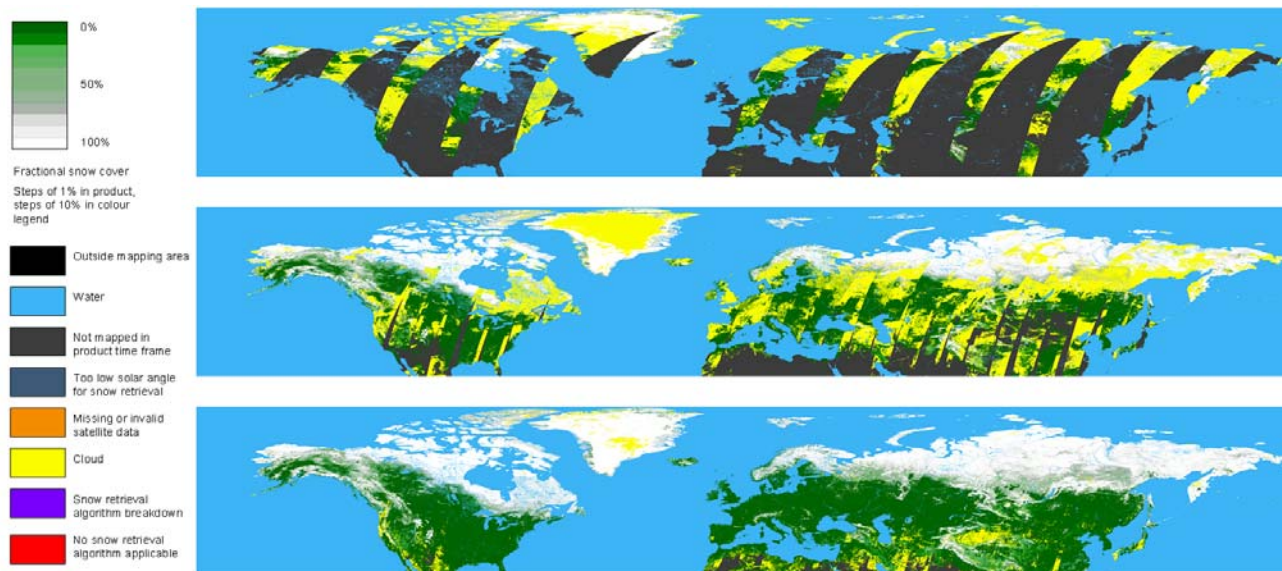 0%
50%
100%
Fractional snow cover
Steps of 1% in product,
steps of 10% in colour
legend
Outside mapping area
Water
Not mapped in
product time frame
Too low solar angle
for snow retrieval
Missing or invalid
satellite data
Cloud
Snow retrieval
algorithm breakdown
No snow retrieval
algorithm applicable